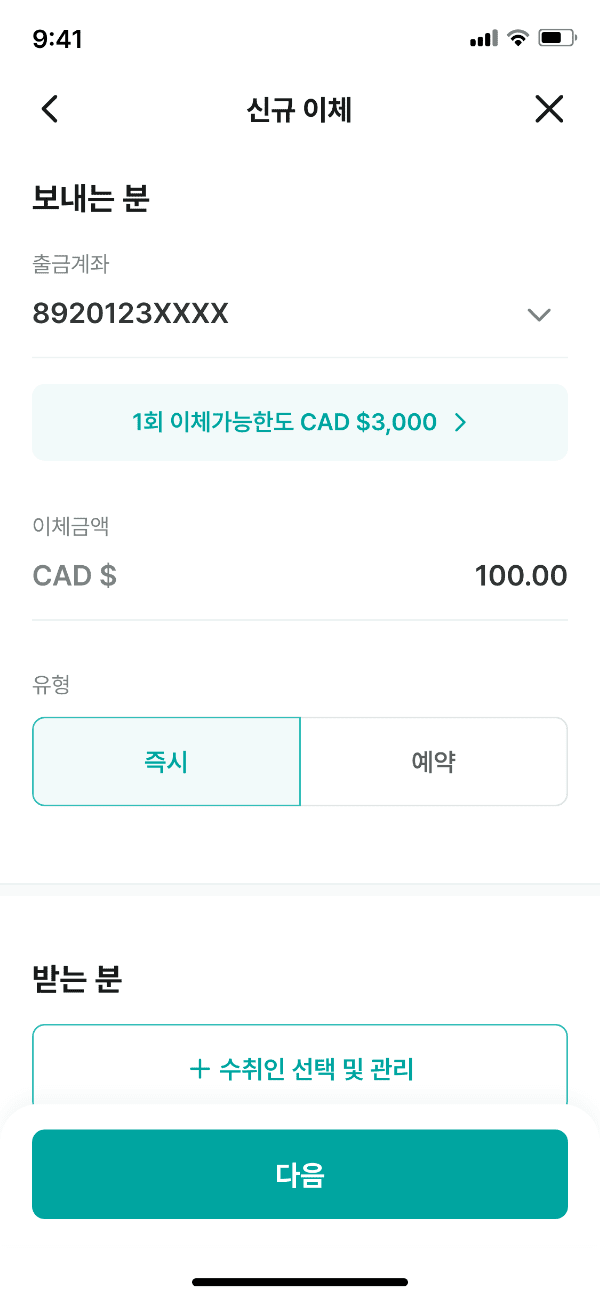 9:41
신규 이체
보내는 분
출금계좌
8920123XXXX
1회 이체가능한도 CAD $3,000
이체금액
CAD $ 100.00
유형
즉시 예약
받는 분
+ 수취인 선택 및 관리
다음